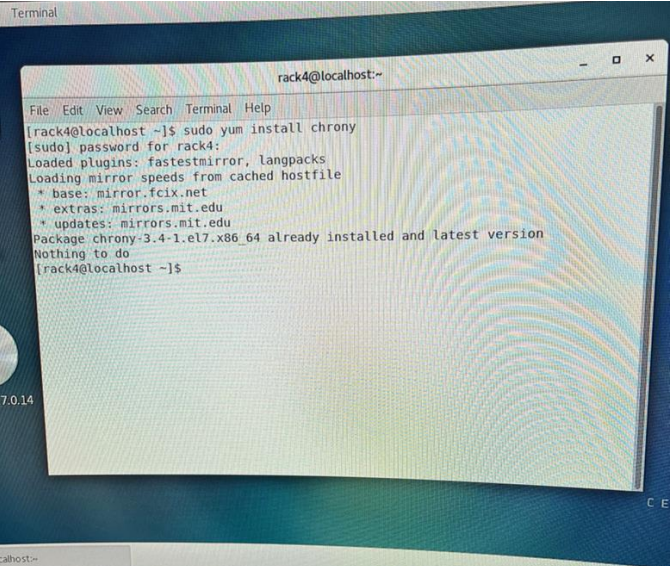 Terminal
rack4@localhost:~
File Edit View Search Terminal Help
[rack4@localhost ~]$ sudo yum install chrony
[sudo] password for rack4:
Loaded plugins: fastestmirror, langpacks
Loading mirror speeds from cached hostfile
* base: mirror.fcix.net
* extras: mirrors.mit.edu
* updates: mirrors.mit.edu
Package chrony-3.4-1.el7.x86_64 already installed and latest version
Nothing to do
[rack4@localhost ~]$
7.0.14
C E
calhost:~